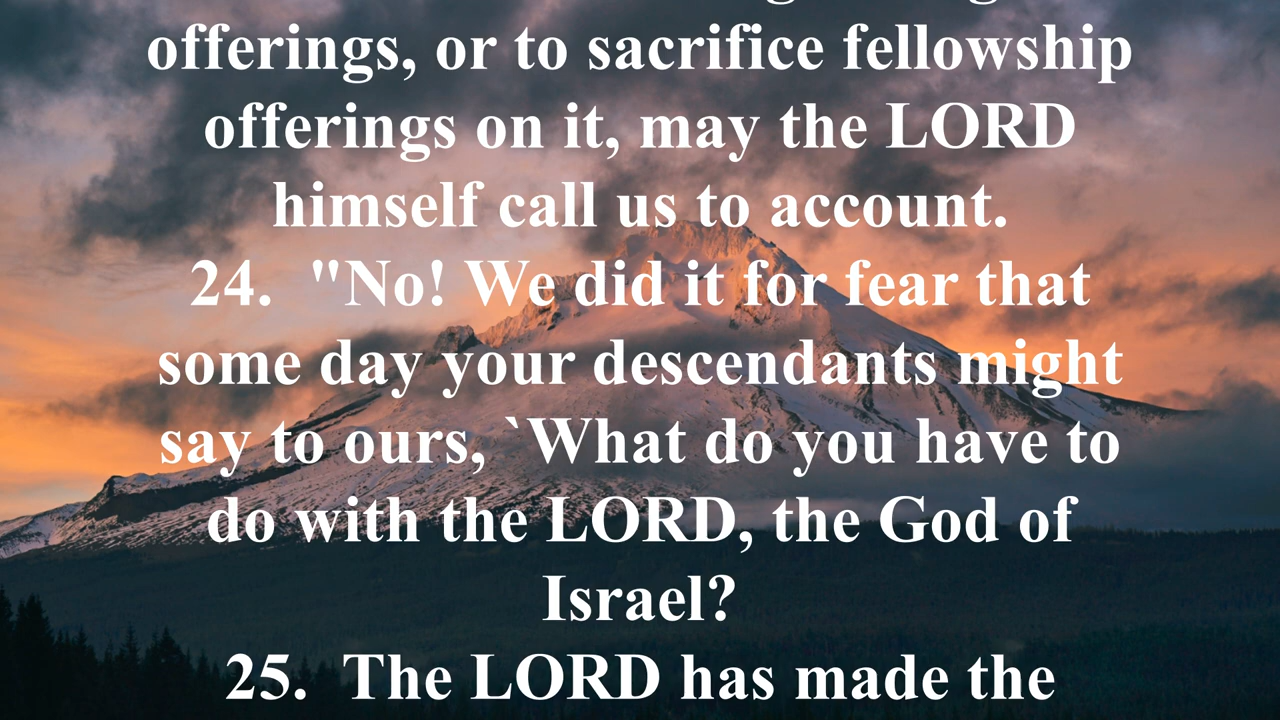 offerings, or to sacrifice fellowship
offerings on it, may the LORD
himself call us to account.
24. "No! We did it for fear that
some day your descendants might
say to ours, `What do you have to
do with the LORD, the God of
Israel?
25. The LORD has made the